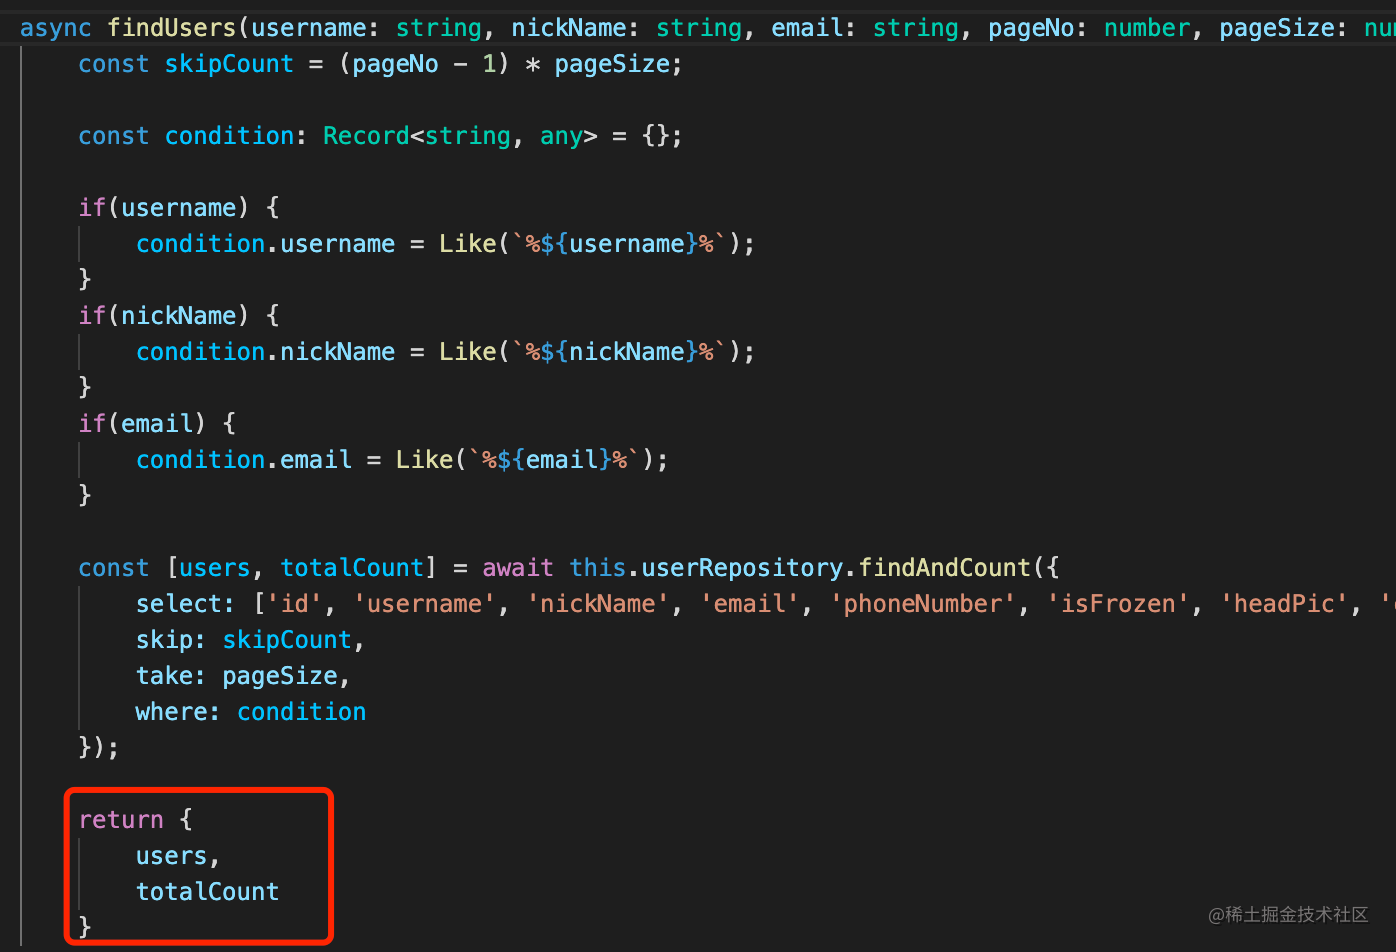 async findUsers(username: string, nickName: string, email: string, pageNo: number, pageSize:
const skipCount = (pageNo - 1) * pageSize;
const condition: Record<string, any> = {};
if(username) {
condition.username = Like(`%${username}%`);
}
if(nickName) {
condition.nickName = Like(`%${nickName}%`);
}
if(email) {
condition.email = Like(`%${email}%`);
}
const [users, totalCount] = await this.userRepository.findAndCount({
select: ['id', 'username', 'nickName', 'email', 'phoneNumber', 'isFrozen', 'headPic',
skip: skipCount,
take: pageSize,
where: condition
});
return {
users,
totalCount
}
@稀土掘金技术社区